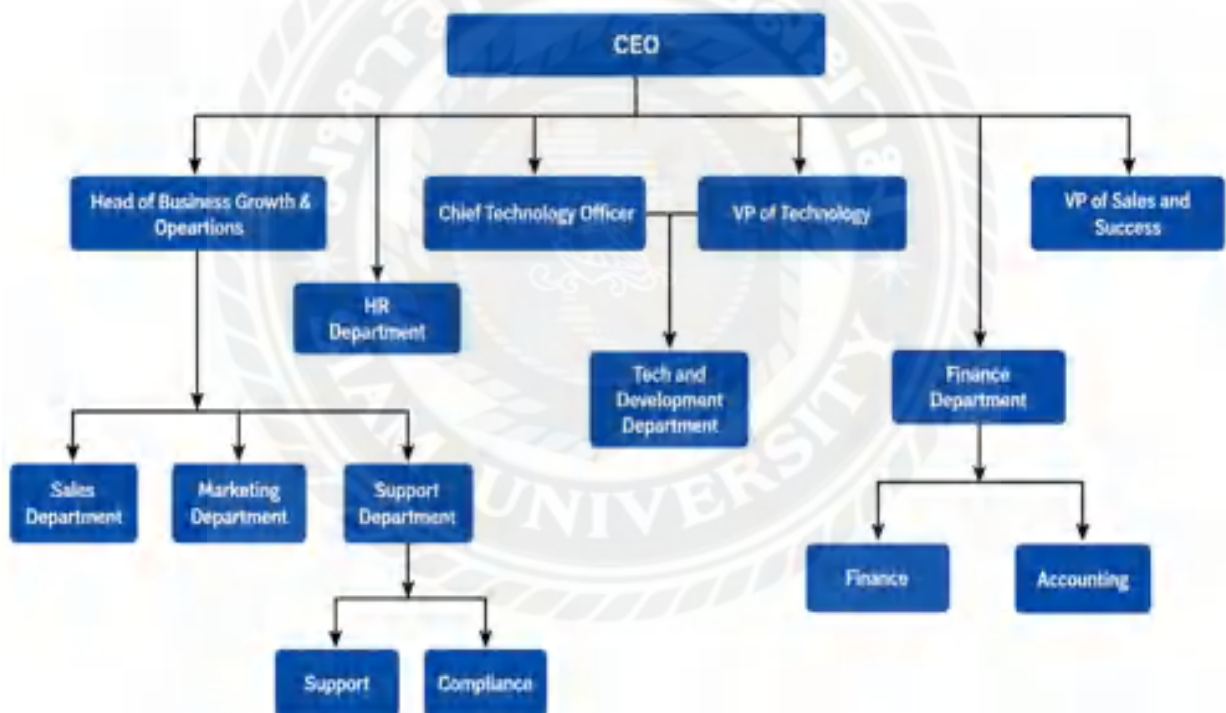 CEO
Head of Business Growth &
Opeartions
Chief Technology Officer
VP of Technology
VP of Sales and
Success
HR
Department
Tech and
Development
Department
Finance
Department
Sales
Department
Marketing
Department
Support
Department
Finance
Accounting
Support
Compliance
UNIVERSITY